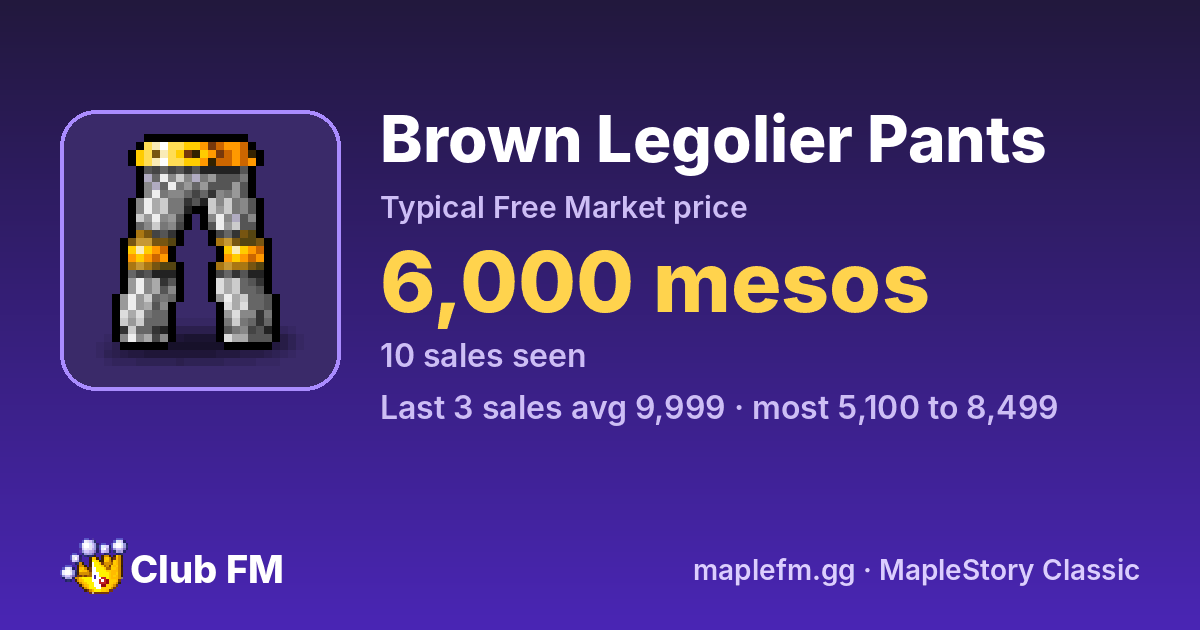 Brown Legolier Pants
Typical Free Market price
6,000 mesos
10 sales seen
Last 3 sales avg 9,999 · most 5,100 to 8,499
Club FM
maplefm.gg · MapleStory Classic